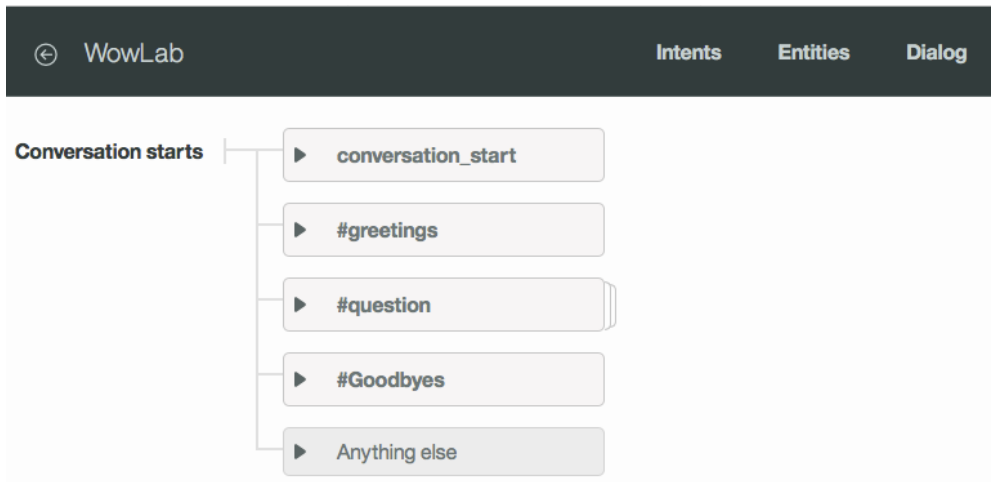 WowLab Intents Entities Dialog
Conversation starts
conversation_start
#greetings
#question
#Goodbyes
Anything else